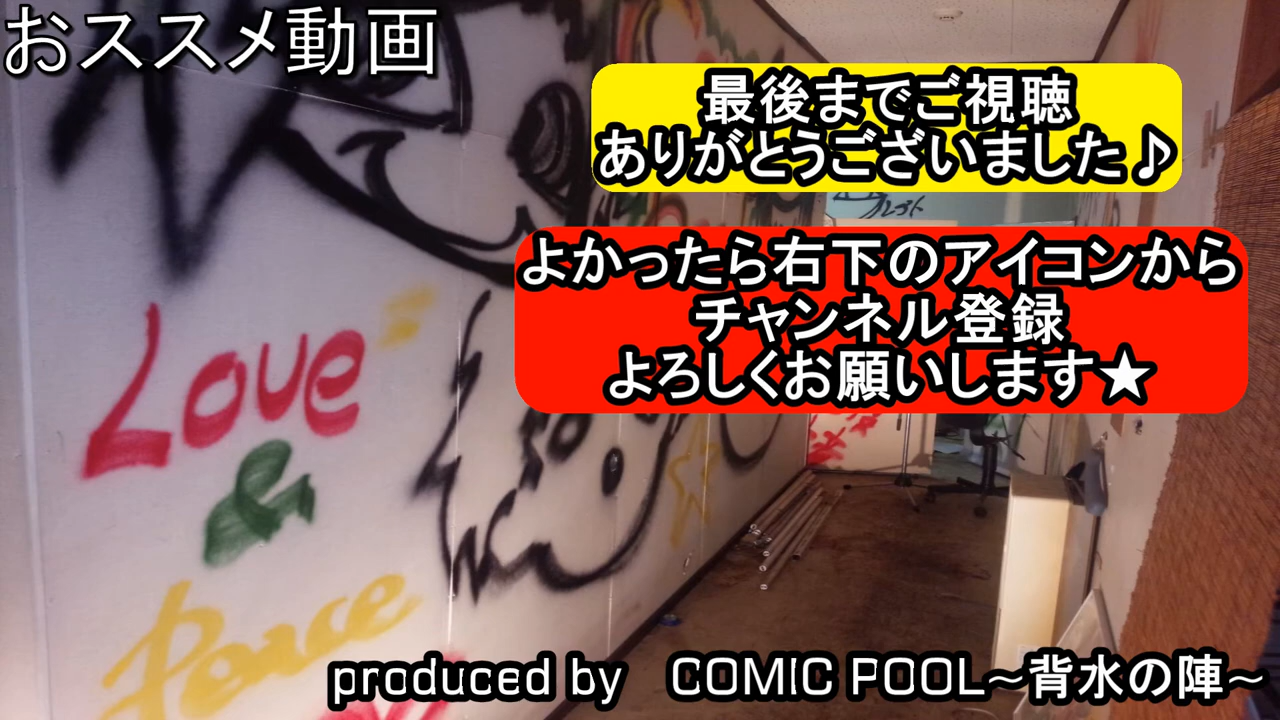 おススメ動画
最後までご視聴
ありがとうございました♪
よかったら右下のアイコンから
チャンネル登録
よろしくお願いします★
Love
&
Peace
produced by　COMIC POOL～背水の陣～